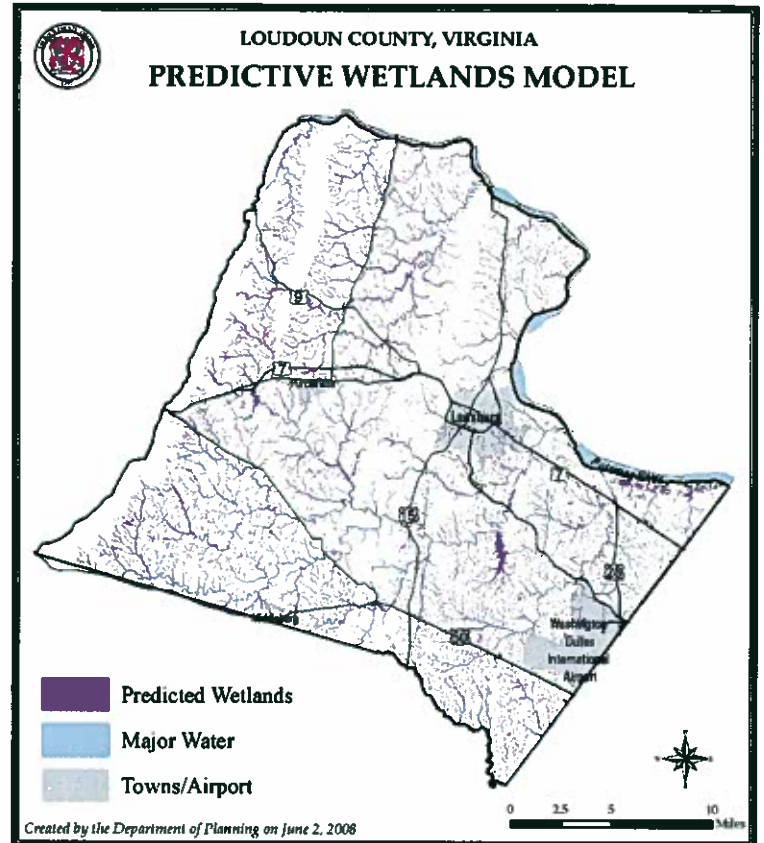 LOUDOUN COUNTY, VIRGINIA
PREDICTIVE WETLANDS MODEL
9
7
Leesburg
7
15
28
Washington
Dulles
International
Airport
50
Predicted Wetlands
Major Water
Towns/Airport
0 2.5 5 10
Miles
Created by the Department of Planning on June 2, 2008